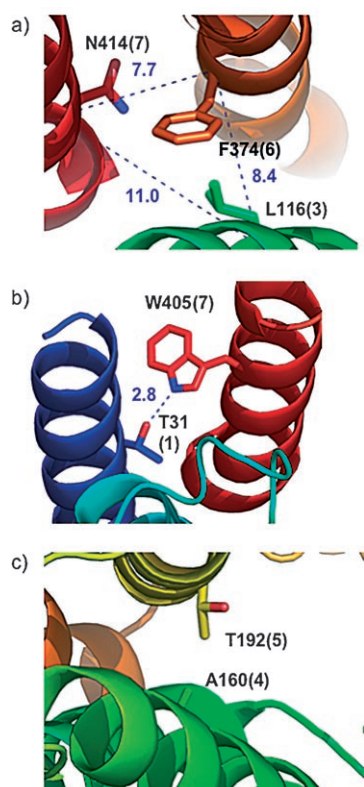 a)
N414(7)
7.7
F374(6)
8.4
11.0
L116(3)
b)
W405(7)
2.8
T31
(1)
c)
T192(5)
A160(4)